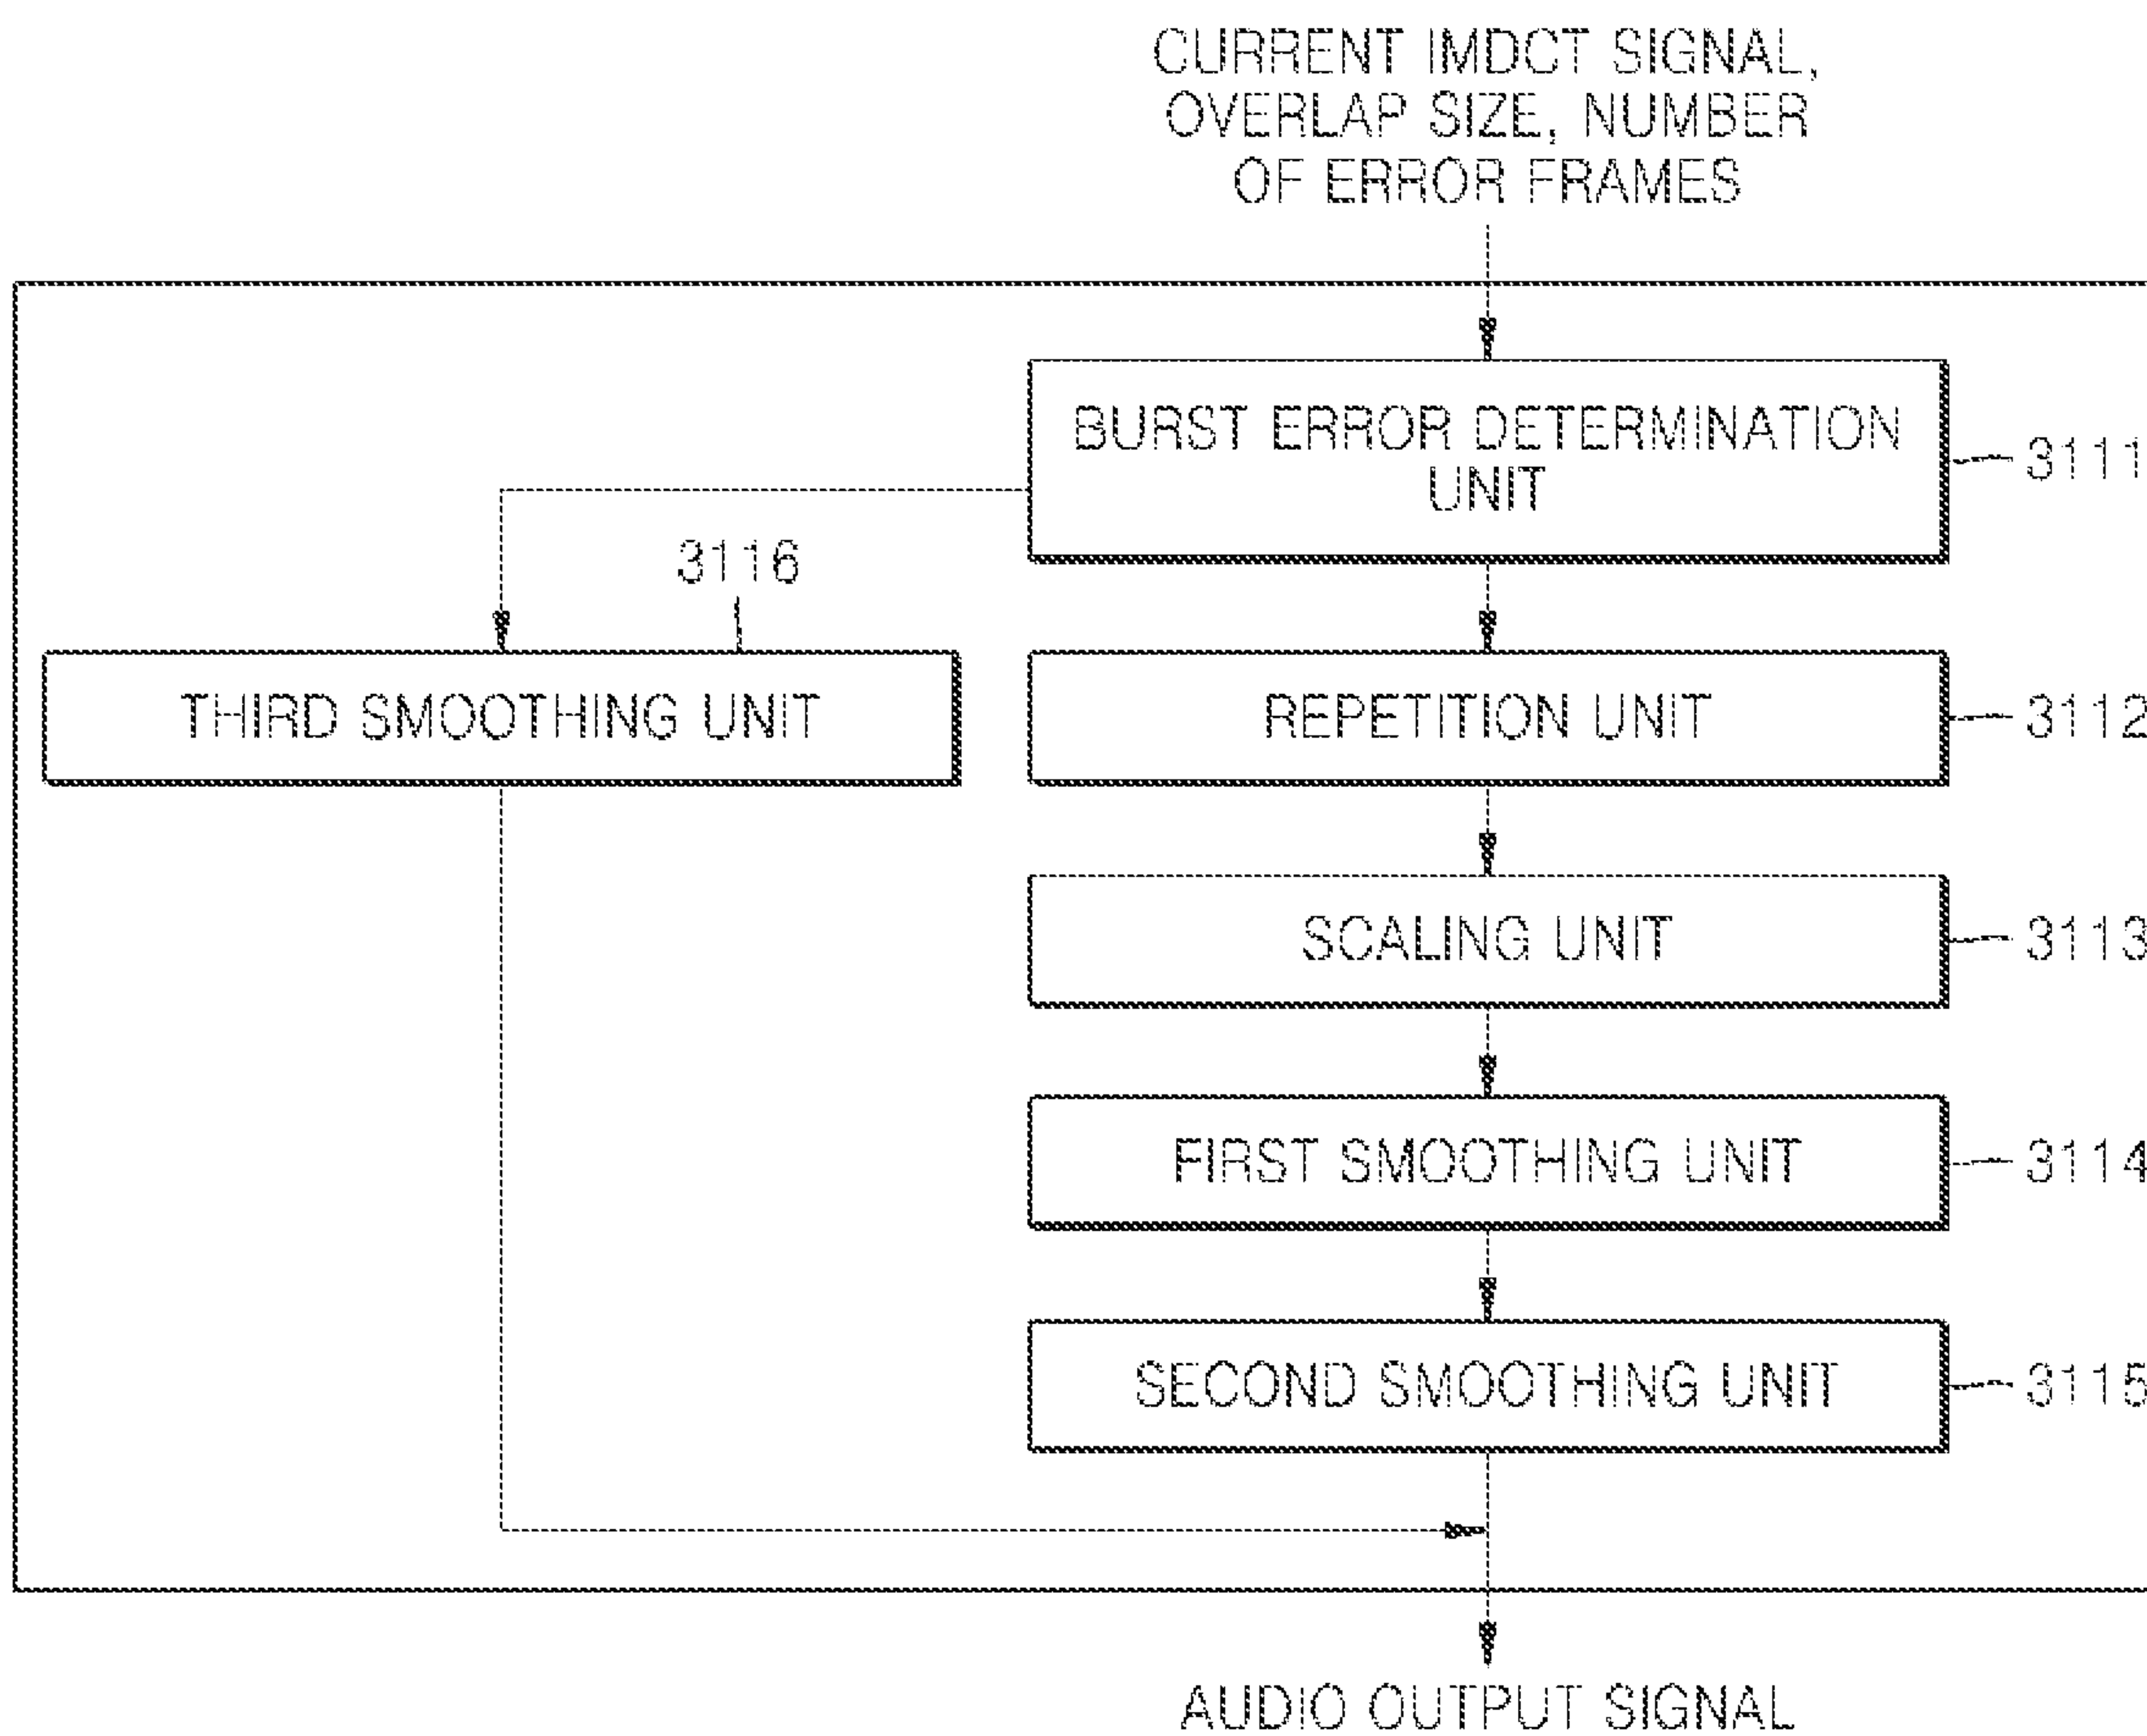 CURRENT IMDCT SIGNAL,
OVERLAP SIZE, NUMBER
OF ERROR FRAMES
BURST ERROR DETERMINATION
UNIT
3111
3116
THIRD SMOOTHING UNIT
REPETITION UNIT
3112
SCALING UNIT
3113
FIRST SMOOTHING UNIT
3114
SECOND SMOOTHING UNIT
3115
AUDIO OUTPUT SIGNAL